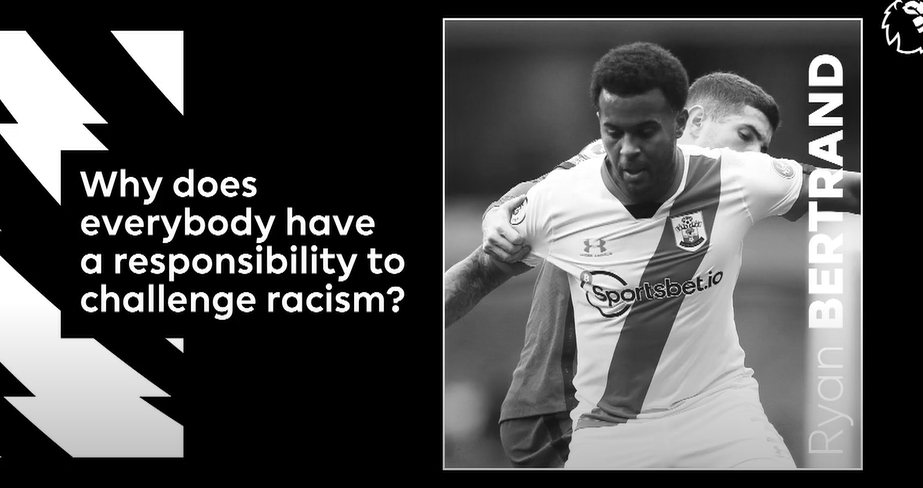 Why does
everybody have
a responsibility to
challenge racism?
Sportsbet.io
Ryan BERTRAND